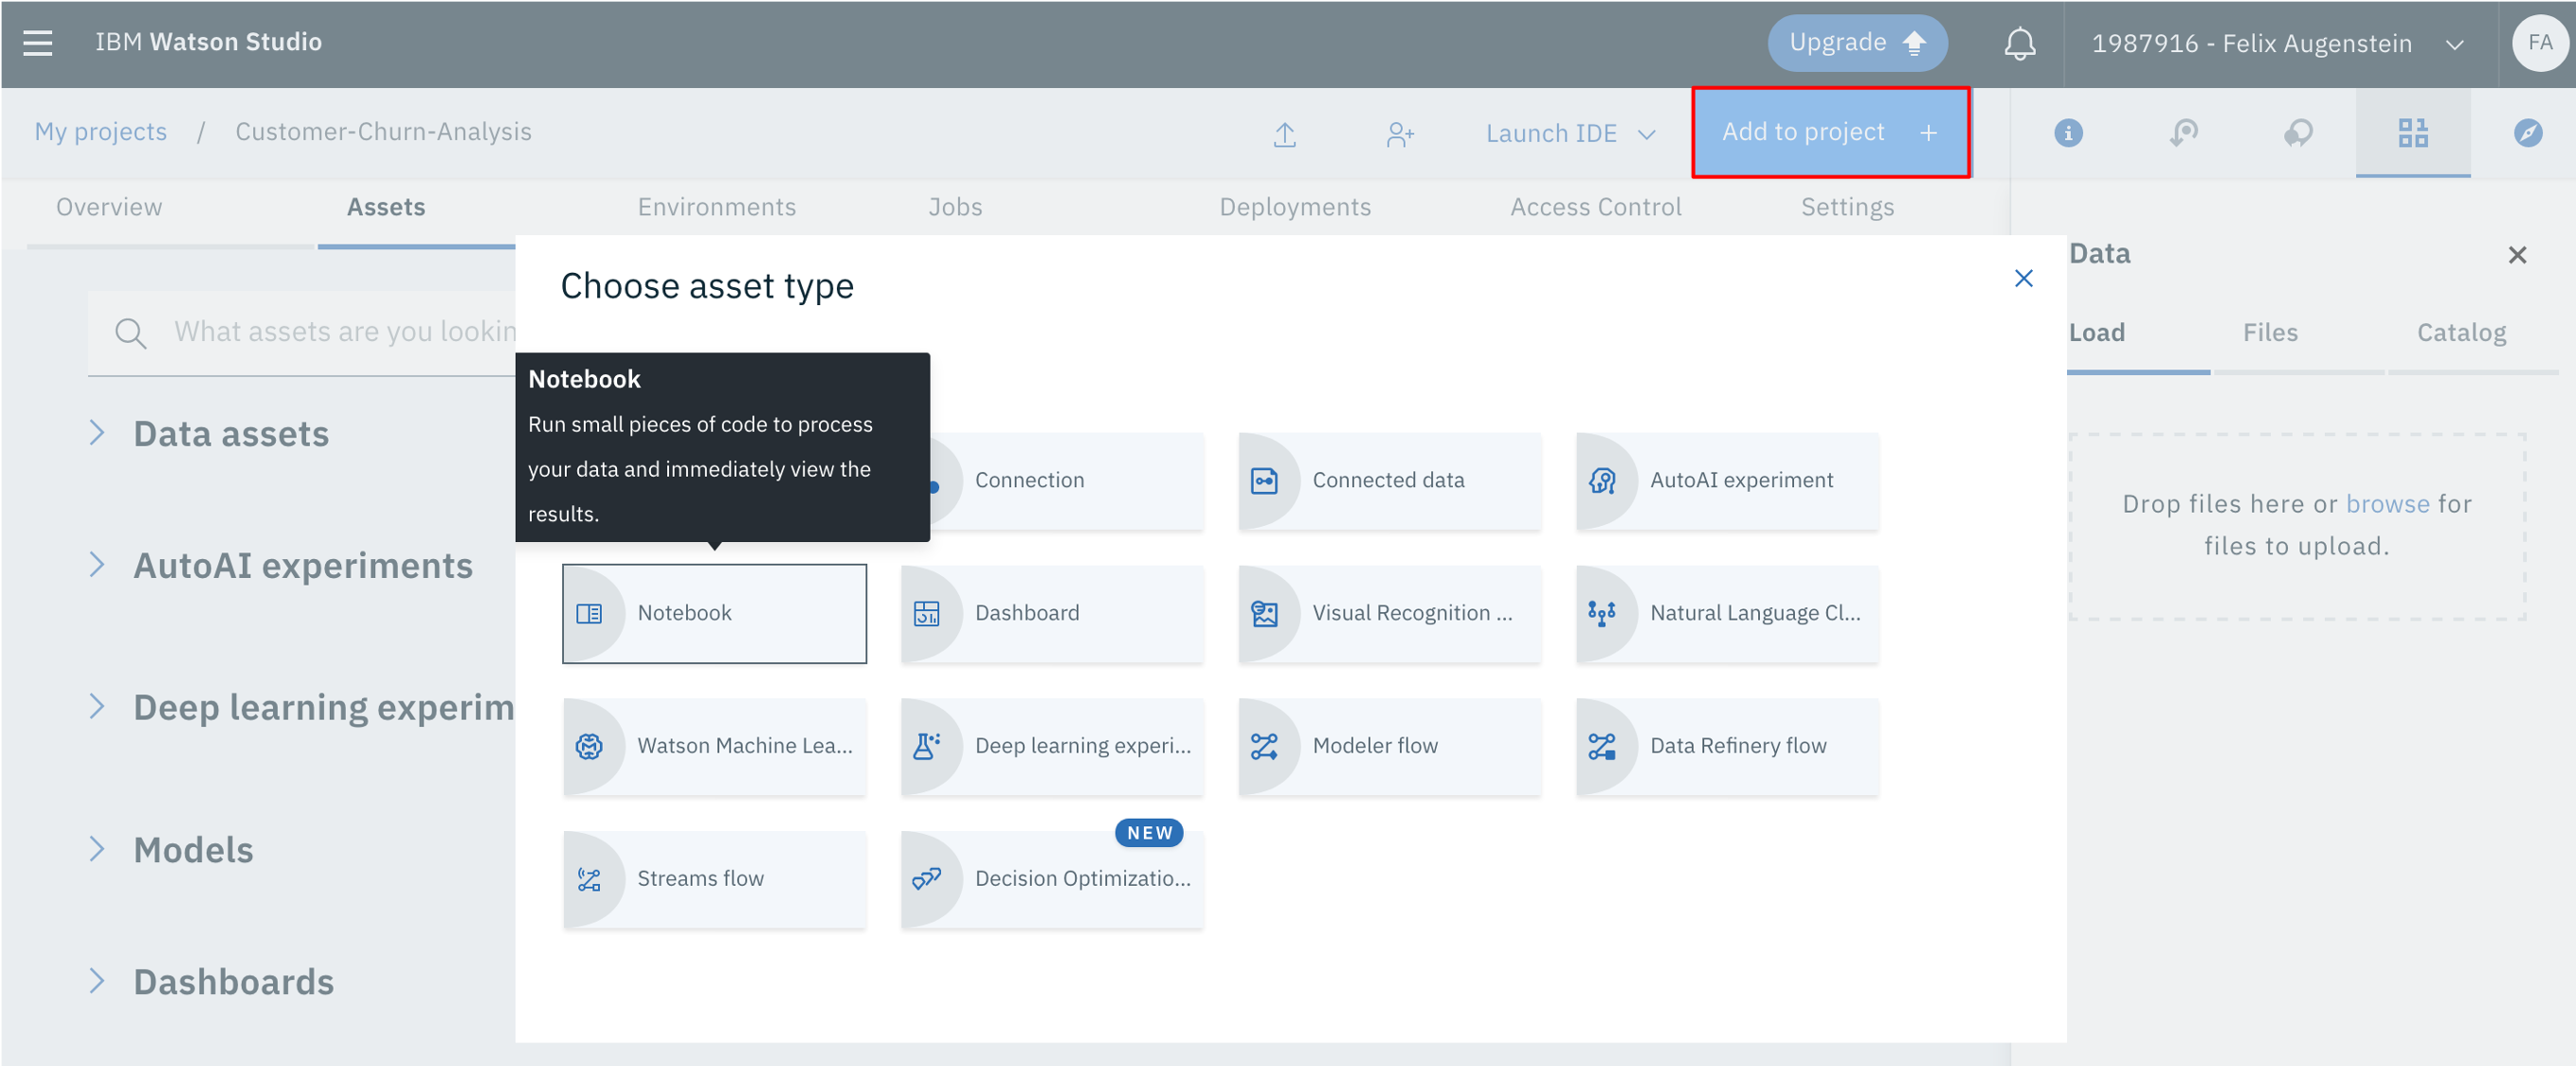 IBM Watson Studio
Upgrade
1987916 - Felix Augenstein
FA
My projects / Customer-Churn-Analysis
Launch IDE
Add to project +
Overview
Assets
Environments
Jobs
Deployments
Access Control
Settings
Data
Load
Files
Catalog
Drop files here or browse for
files to upload.
What assets are you lookin
Data assets
AutoAI experiments
Deep learning experim
Models
Dashboards
Choose asset type
Notebook
Run small pieces of code to process
your data and immediately view the
results.
Connection
Connected data
AutoAI experiment
Notebook
Dashboard
Visual Recognition ...
Natural Language Cl...
Watson Machine Lea...
Deep learning experi...
Modeler flow
Data Refinery flow
Streams flow
NEW
Decision Optimizatio...